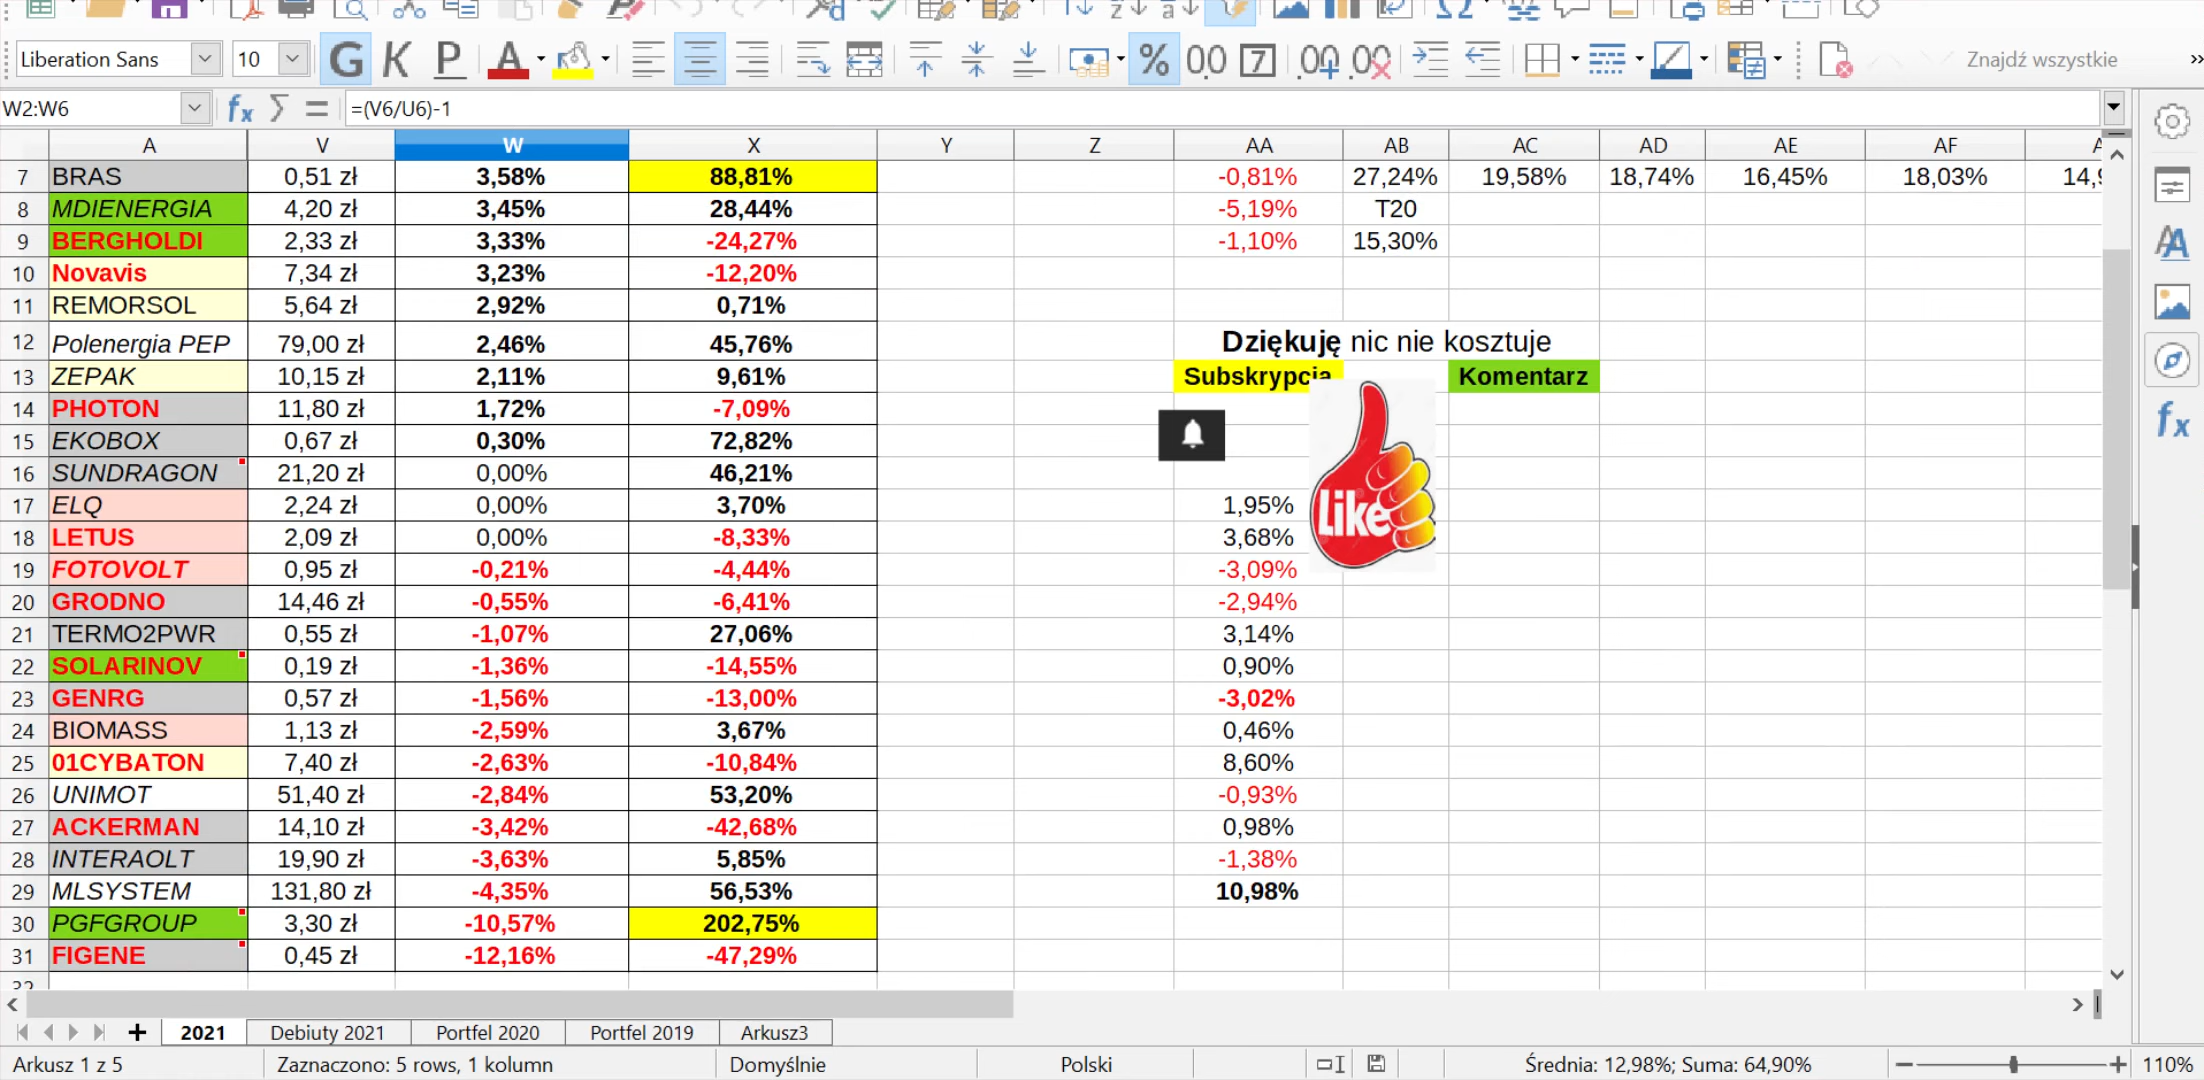 Liberation Sans 10 G K P A % 0,0 7 ,00 ,00 Znajdź wszystkie
W2:W6 fx Σ = =(V6/U6)-1
A V W X Y Z AA AB AC AD AE AF
7 BRAS 0,51 zł 3,58% 88,81% -0,81% 27,24% 19,58% 18,74% 16,45% 18,03%
8 MDIENERGIA 4,20 zł 3,45% 28,44% -5,19% T20
9 BERGHOLDI 2,33 zł 3,33% -24,27% -1,10% 15,30%
10 Novavis 7,34 zł 3,23% -12,20%
11 REMORSOL 5,64 zł 2,92% 0,71%
12 Polenergia PEP 79,00 zł 2,46% 45,76% Dziękuję nic nie kosztuje
13 ZEPAK 10,15 zł 2,11% 9,61% Subskrypcja Komentarz
14 PHOTON 11,80 zł 1,72% -7,09%
15 EKOBOX 0,67 zł 0,30% 72,82%
16 SUNDRAGON 21,20 zł 0,00% 46,21%
17 ELQ 2,24 zł 0,00% 3,70% 1,95% Like
18 LETUS 2,09 zł 0,00% -8,33% 3,68%
19 FOTOVOLT 0,95 zł -0,21% -4,44% -3,09%
20 GRODNO 14,46 zł -0,55% -6,41% -2,94%
21 TERMO2PWR 0,55 zł -1,07% 27,06% 3,14%
22 SOLARINOV 0,19 zł -1,36% -14,55% 0,90%
23 GENRG 0,57 zł -1,56% -13,00% -3,02%
24 BIOMASS 1,13 zł -2,59% 3,67% 0,46%
25 01CYBATON 7,40 zł -2,63% -10,84% 8,60%
26 UNIMOT 51,40 zł -2,84% 53,20% -0,93%
27 ACKERMAN 14,10 zł -3,42% -42,68% 0,98%
28 INTERAOLT 19,90 zł -3,63% 5,85% -1,38%
29 MLSYSTEM 131,80 zł -4,35% 56,53% 10,98%
30 PGFGROUP 3,30 zł -10,57% 202,75%
31 FIGENE 0,45 zł -12,16% -47,29%
32
2021 Debiuty 2021 Portfel 2020 Portfel 2019 Arkusz3
Arkusz 1 z 5 Zaznaczono: 5 rows, 1 kolumn Domyślnie Polski Średnia: 12,98%; Suma: 64,90% 110%